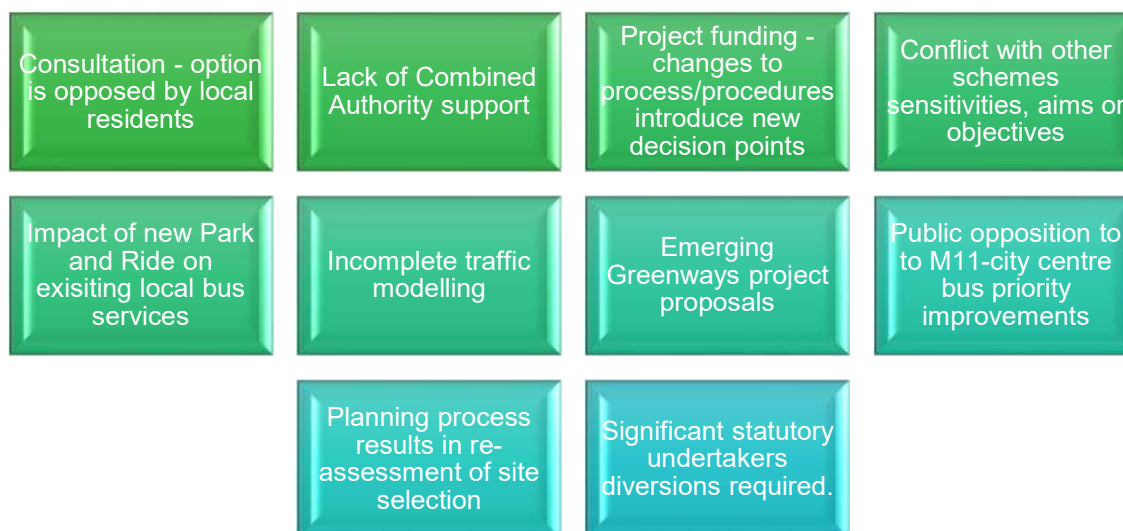 Consultation - option
is opposed by local
residents
Lack of Combined
Authority support
Project funding -
changes to
process/procedures
introduce new
decision points
Conflict with other
schemes
sensitivities, aims or
objectives
Impact of new Park
and Ride on
exisiting local bus
services
Incomplete traffic
modelling
Emerging
Greenways project
proposals
Public opposition to
to M11-city centre
bus priority
improvements
Planning process
results in re-
assessment of site
selection
Significant statutory
undertakers
diversions required.